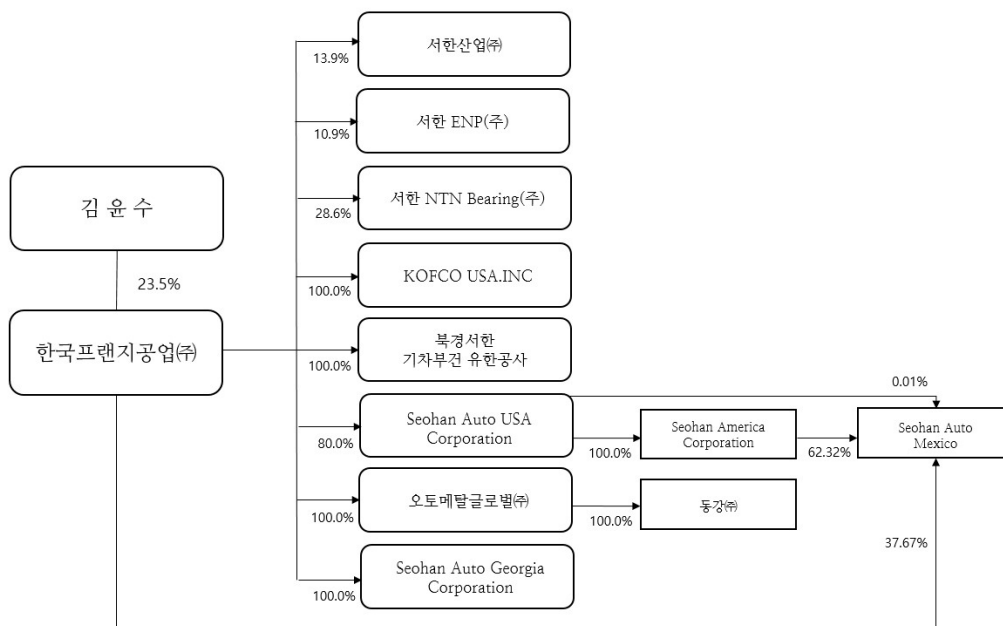 서한산업㈜
13.9%
서한 ENP(주)
10.9%
김 윤 수
서한 NTN Bearing(주)
28.6%
23.5%
KOFCO USA.INC
100.0%
한국프랜지공업㈜
북경서한
기차부건 유한공사
100.0%
0.01%
Seohan Auto USA
Corporation
80.0%
Seohan America
Corporation
100.0%
62.32%
Seohan Auto
Mexico
오토메탈글로벌㈜
100.0%
동강㈜
100.0%
37.67%
Seohan Auto Georgia
Corporation
100.0%